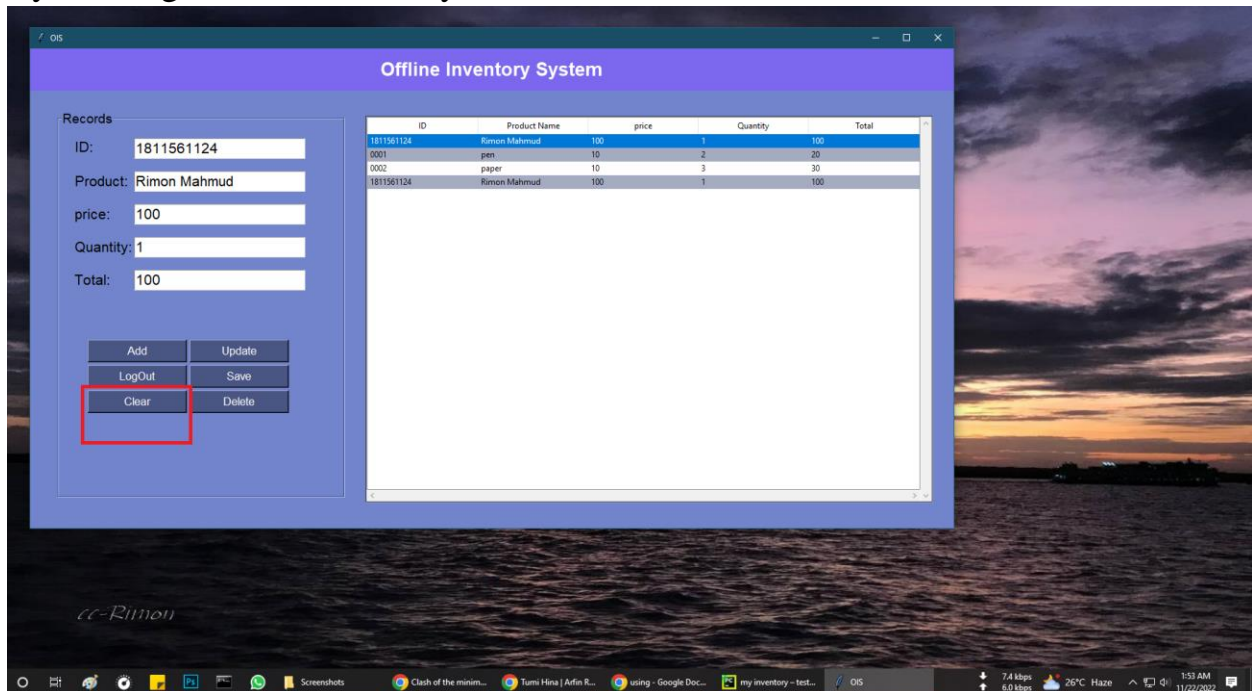 OIS
Offline Inventory System
Records
ID: 1811561124
Product: Rimon Mahmud
price: 100
Quantity: 1
Total: 100
Add Update
LogOut Save
Clear Delete
ID Product Name price Quantity Total
1811561124 Rimon Mahmud 100 1 100
0001 pen 10 2 20
0002 paper 10 3 30
1811561124 Rimon Mahmud 100 1 100
cc-Rimon
Screenshots Clash of the minim... Tumi Hina | Arfin R... using - Google Doc... my inventory – test... OIS
7.4 kbps
6.0 kbps
26°C Haze
1:53 AM
11/22/2022